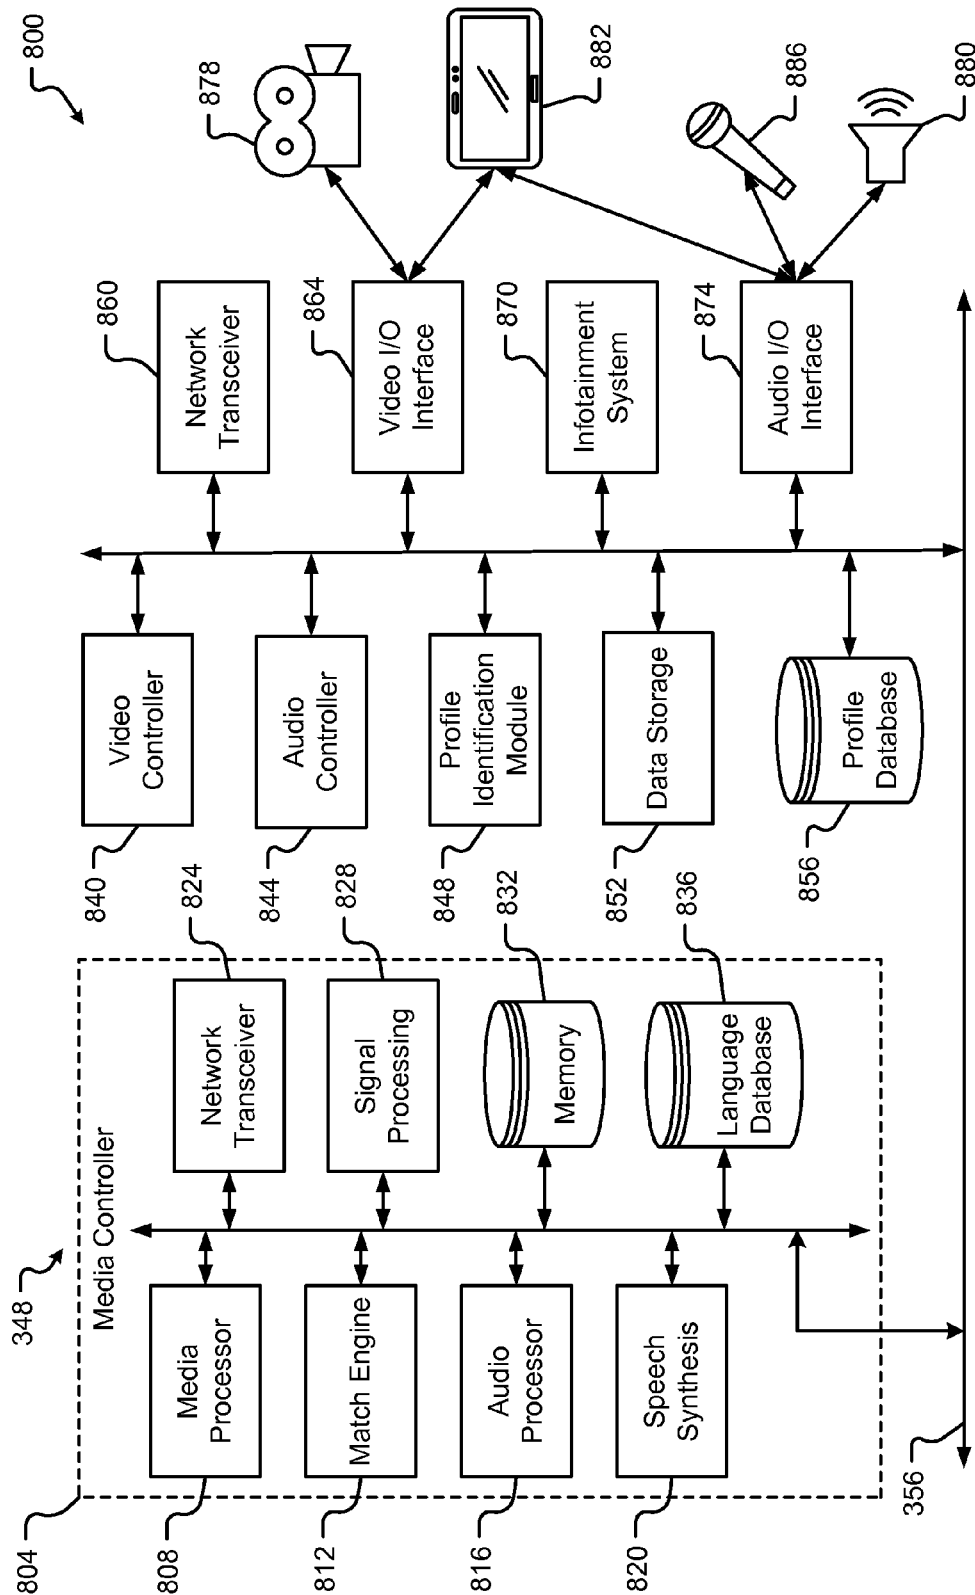 800
348
804
Media Controller
808
Media
Processor
812
Match Engine
816
Audio
Processor
820
Speech
Synthesis
824
Network
Transceiver
828
Signal
Processing
832
Memory
836
Language
Database
356
840
Video
Controller
844
Audio
Controller
848
Profile
Identification
Module
852
Data Storage
856
Profile
Database
860
Network
Transceiver
864
Video I/O
Interface
870
Infotainment
System
874
Audio I/O
Interface
878
882
886
880